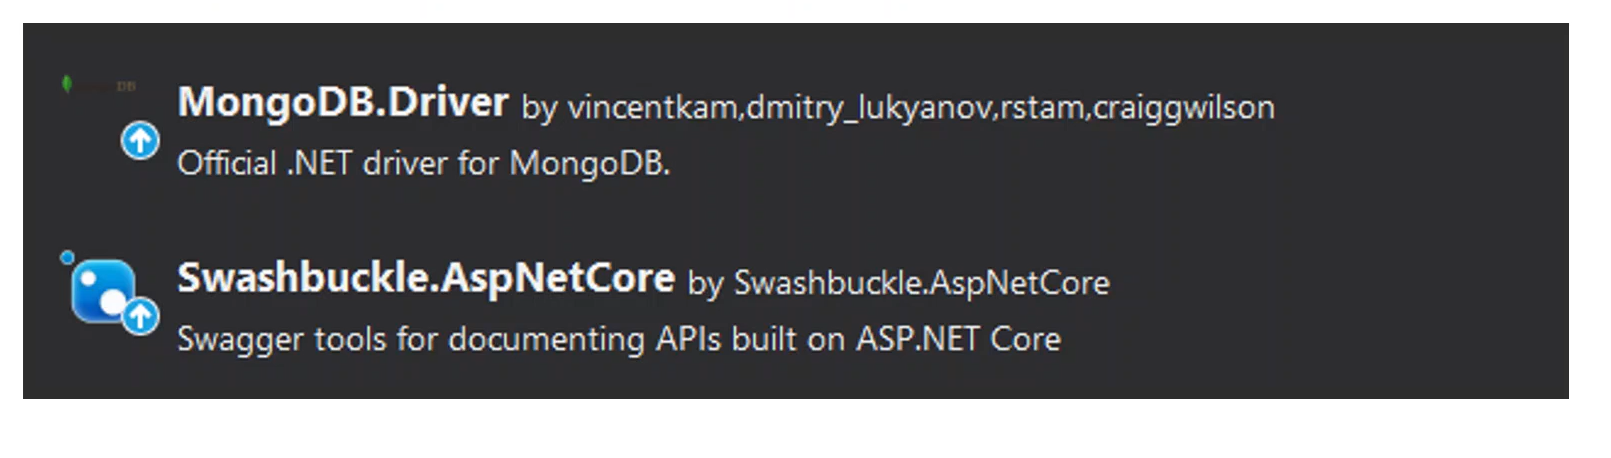 DB
MongoDB.Driver by vincentkam,dmitry_lukyanov,rstam,craiggwilson
Official .NET driver for MongoDB.
Swashbuckle.AspNetCore by Swashbuckle.AspNetCore
Swagger tools for documenting APIs built on ASP.NET Core